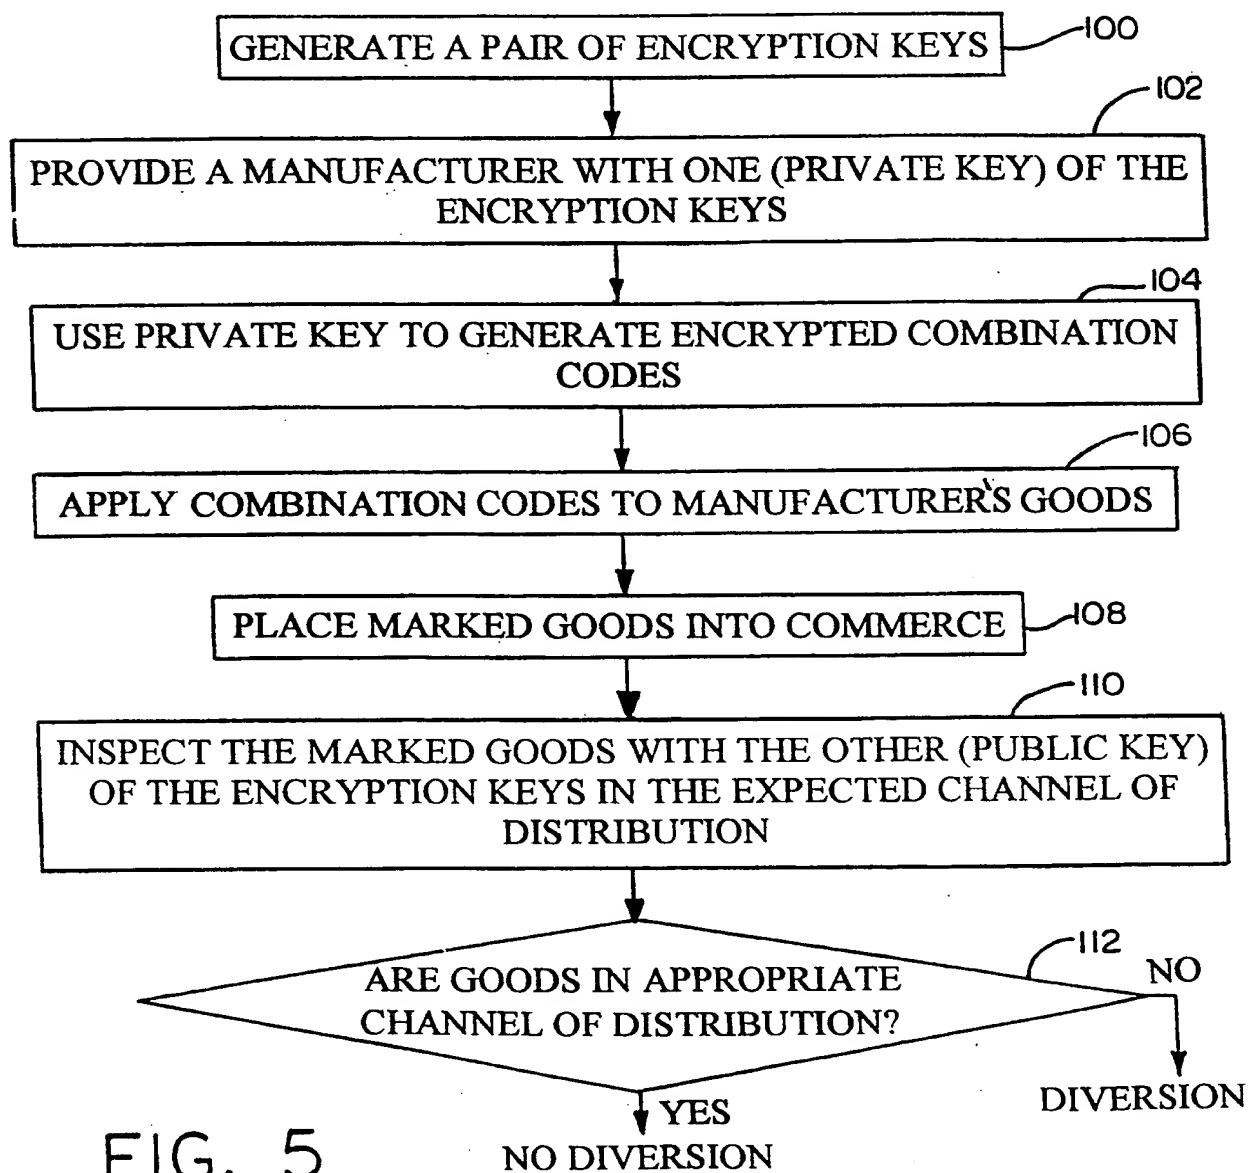 GENERATE A PAIR OF ENCRYPTION KEYS
100
102
PROVIDE A MANUFACTURER WITH ONE (PRIVATE KEY) OF THE
ENCRYPTION KEYS
104
USE PRIVATE KEY TO GENERATE ENCRYPTED COMBINATION
CODES
106
APPLY COMBINATION CODES TO MANUFACTURER'S GOODS
PLACE MARKED GOODS INTO COMMERCE
108
110
INSPECT THE MARKED GOODS WITH THE OTHER (PUBLIC KEY)
OF THE ENCRYPTION KEYS IN THE EXPECTED CHANNEL OF
DISTRIBUTION
112
ARE GOODS IN APPROPRIATE
CHANNEL OF DISTRIBUTION?
NO
DIVERSION
YES
NO DIVERSION
FIG. 5